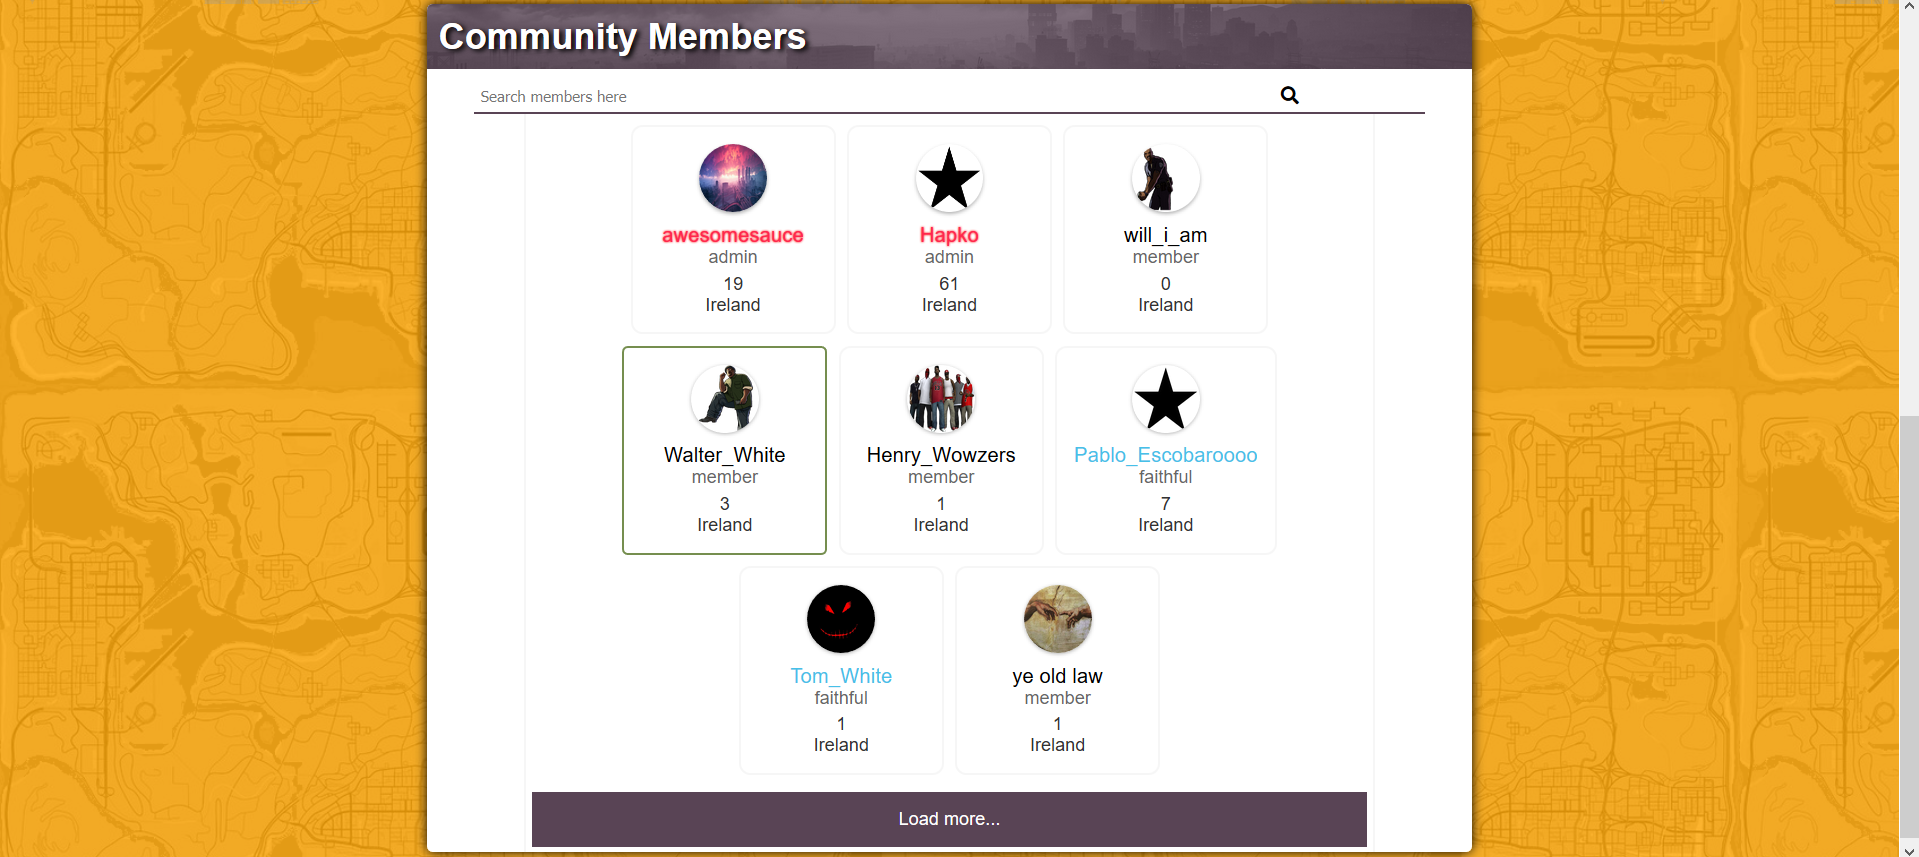 Community Members
Search members here
awesomesauce
admin
19
Ireland
Hapko
admin
61
Ireland
will_i_am
member
0
Ireland
Walter_White
member
3
Ireland
Henry_Wowzers
member
1
Ireland
Pablo_Escobaroooo
faithful
7
Ireland
Tom_White
faithful
1
Ireland
ye old law
member
1
Ireland
Load more...